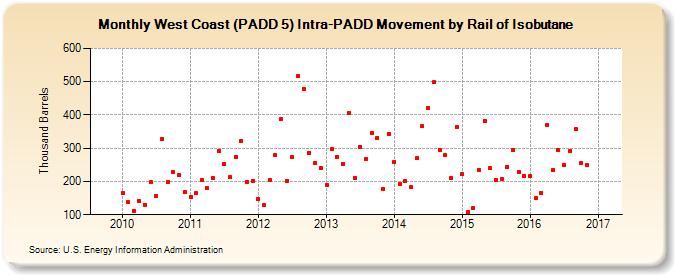 Monthly West Coast (PADD 5) Intra-PADD Movement by Rail of Isobutane
Thousand Barrels
600
500
400
300
200
100
2010 2011 2012 2013 2014 2015 2016 2017
Source: U.S. Energy Information Administration